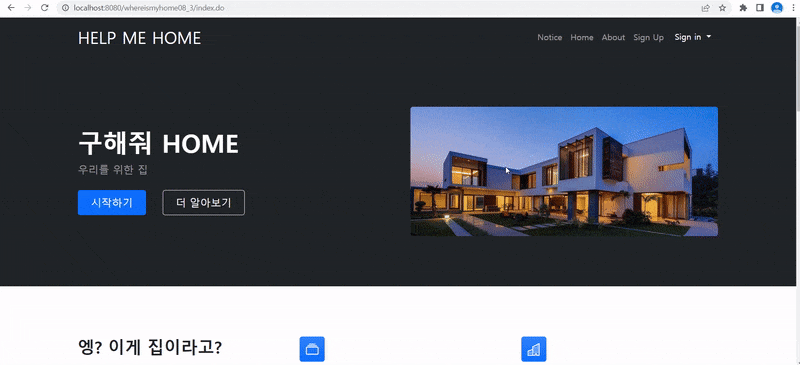 localhost:8080/whereismyhome08_3/index.do
HELP ME HOME
Notice Home About Sign Up Sign in
구해줘 HOME
우리를 위한 집
시작하기 더 알아보기
엥? 이게 집이라고?